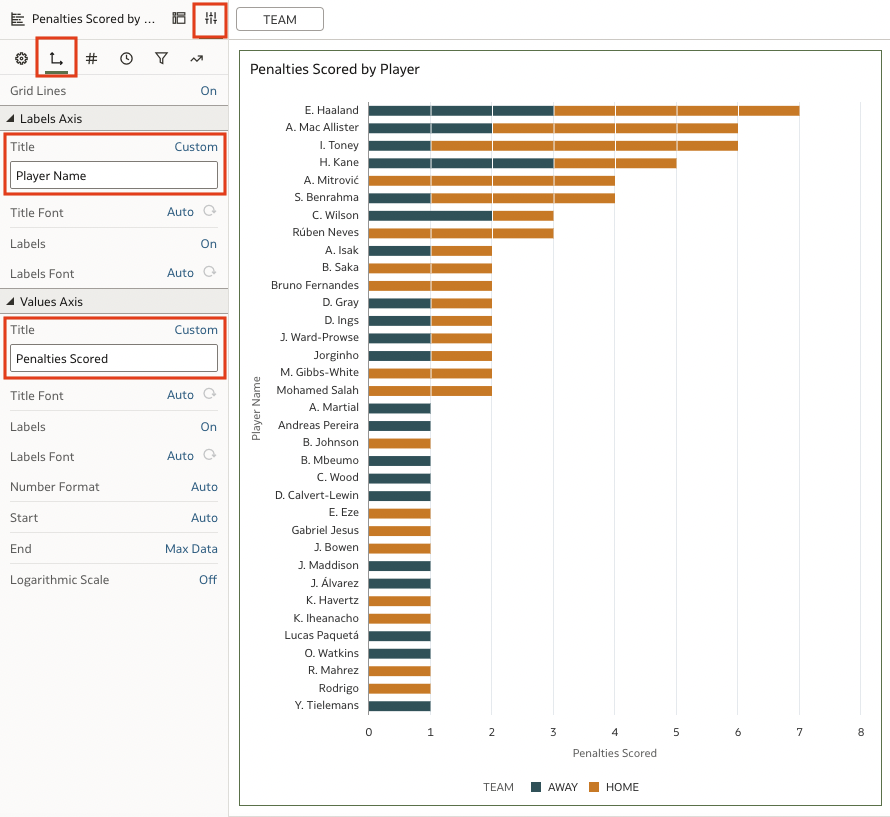 Penalties Scored by ...
TEAM
Grid Lines On
Labels Axis
Title Custom
Player Name
Title Font Auto
Labels On
Labels Font Auto
Values Axis
Title Custom
Penalties Scored
Title Font Auto
Labels On
Labels Font Auto
Number Format Auto
Start Auto
End Max Data
Logarithmic Scale Off
Penalties Scored by Player
Player Name
E. Haaland
A. Mac Allister
I. Toney
H. Kane
A. Mitrović
S. Benrahma
C. Wilson
Rúben Neves
A. Isak
B. Saka
Bruno Fernandes
D. Gray
D. Ings
J. Ward-Prowse
Jorginho
M. Gibbs-White
Mohamed Salah
A. Martial
Andreas Pereira
B. Johnson
B. Mbeumo
C. Wood
D. Calvert-Lewin
E. Eze
Gabriel Jesus
J. Bowen
J. Maddison
J. Álvarez
K. Havertz
K. Iheanacho
Lucas Paquetá
O. Watkins
R. Mahrez
Rodrigo
Y. Tielemans
0 1 2 3 4 5 6 7 8
Penalties Scored
TEAM AWAY HOME